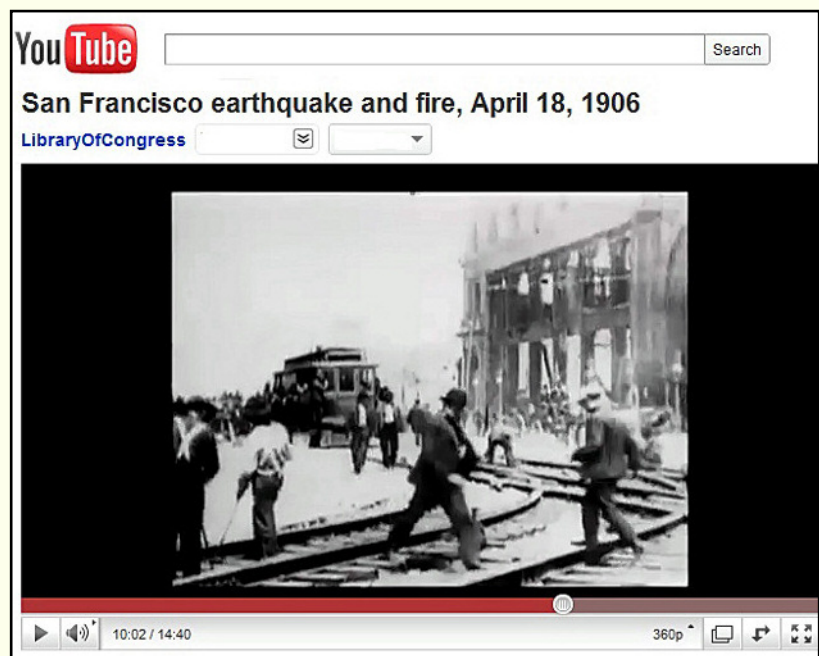 YouTube Search
San Francisco earthquake and fire, April 18, 1906
LibraryOfCongress
10:02 / 14:40 360p